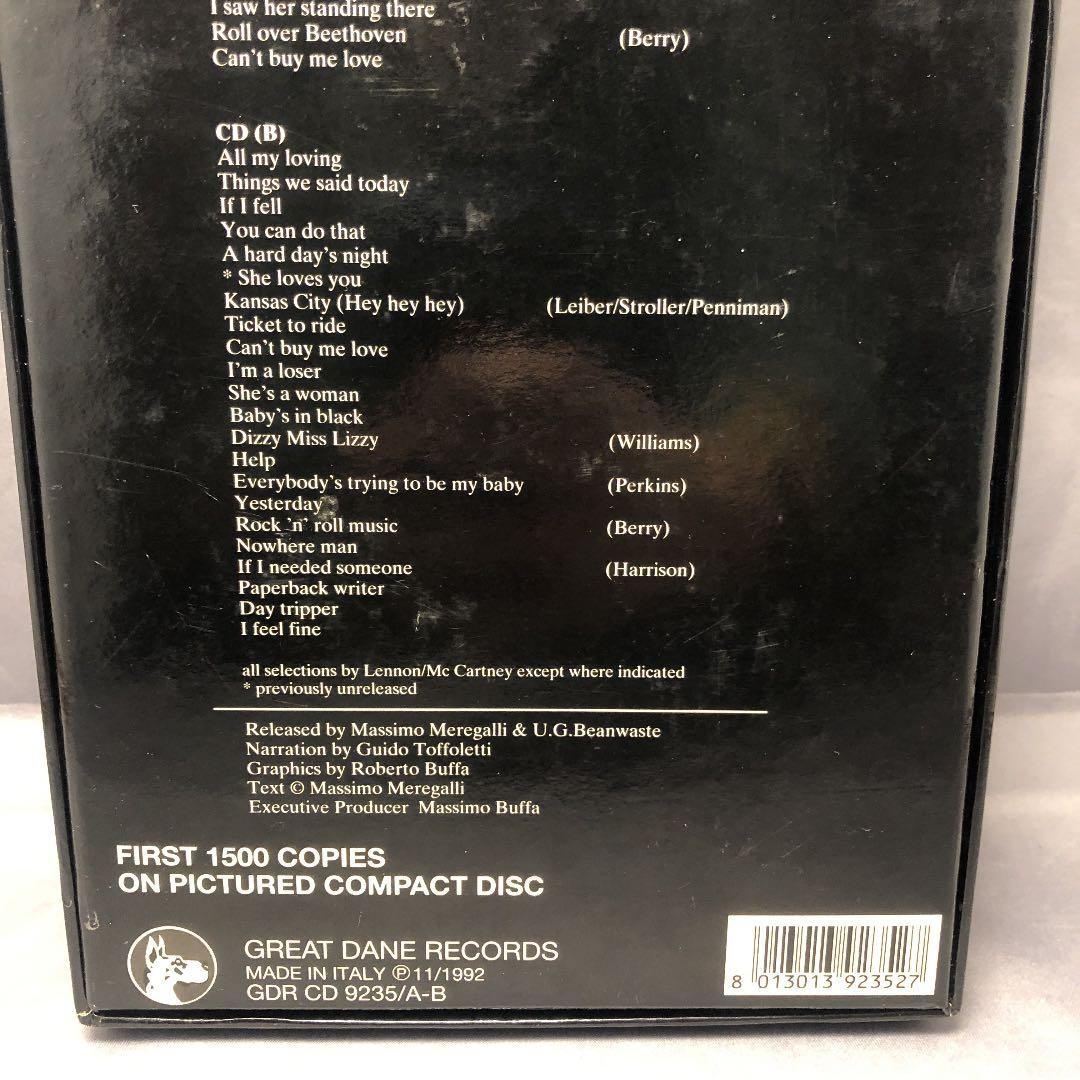 I saw her standing there
Roll over Beethoven (Berry)
Can't buy me love
CD (B)
All my loving
Things we said today
If I fell
You can do that
A hard day's night
* She loves you
Kansas City (Hey hey hey) (Leiber/Stroller/Penniman)
Ticket to ride
Can't buy me love
I'm a loser
She's a woman
Baby's in black
Dizzy Miss Lizzy (Williams)
Help
Everybody's trying to be my baby (Perkins)
Yesterday
Rock 'n' roll music (Berry)
Nowhere man
If I needed someone (Harrison)
Paperback writer
Day tripper
I feel fine
all selections by Lennon/Mc Cartney except where indicated
* previously unreleased
Released by Massimo Meregalli & U.G.Beanwaste
Narration by Guido Toffoletti
Graphics by Roberto Buffa
Text © Massimo Meregalli
Executive Producer Massimo Buffa
FIRST 1500 COPIES
ON PICTURED COMPACT DISC
GREAT DANE RECORDS
MADE IN ITALY ℗11/1992
GDR CD 9235/A-B
8 013013 923527